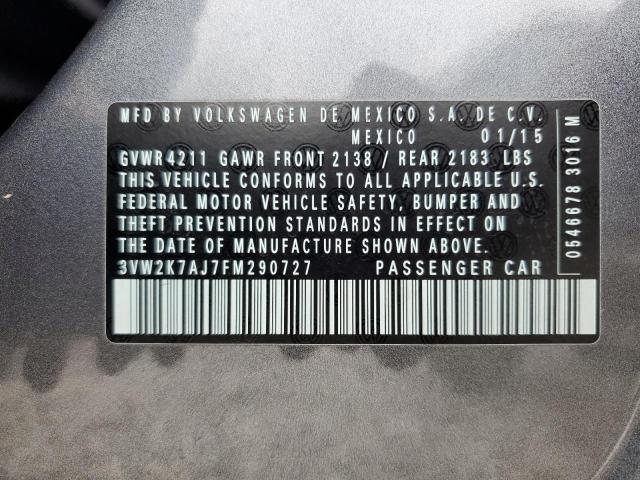 MFD BY VOLKSWAGEN DE MEXICO S.A. DE C.V.
MEXICO 01/15
GVWR 4211 GAWR FRONT 2138 / REAR 2183 LBS
THIS VEHICLE CONFORMS TO ALL APPLICABLE U.S.
FEDERAL MOTOR VEHICLE SAFETY, BUMPER AND
THEFT PREVENTION STANDARDS IN EFFECT ON
THE DATE OF MANUFACTURE SHOWN ABOVE.
3VW2K7AJ7FM290727 PASSENGER CAR
0546678 3016 M